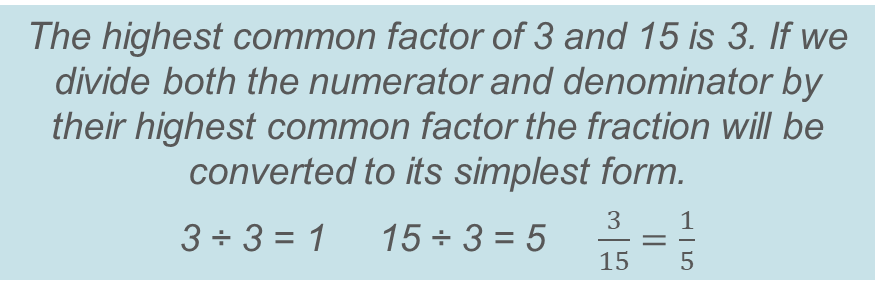 The highest common factor of 3 and 15 is 3. If we
divide both the numerator and denominator by
their highest common factor the fraction will be
converted to its simplest form.
3 ÷ 3 = 1 15 ÷ 3 = 5 3/15 = 1/5